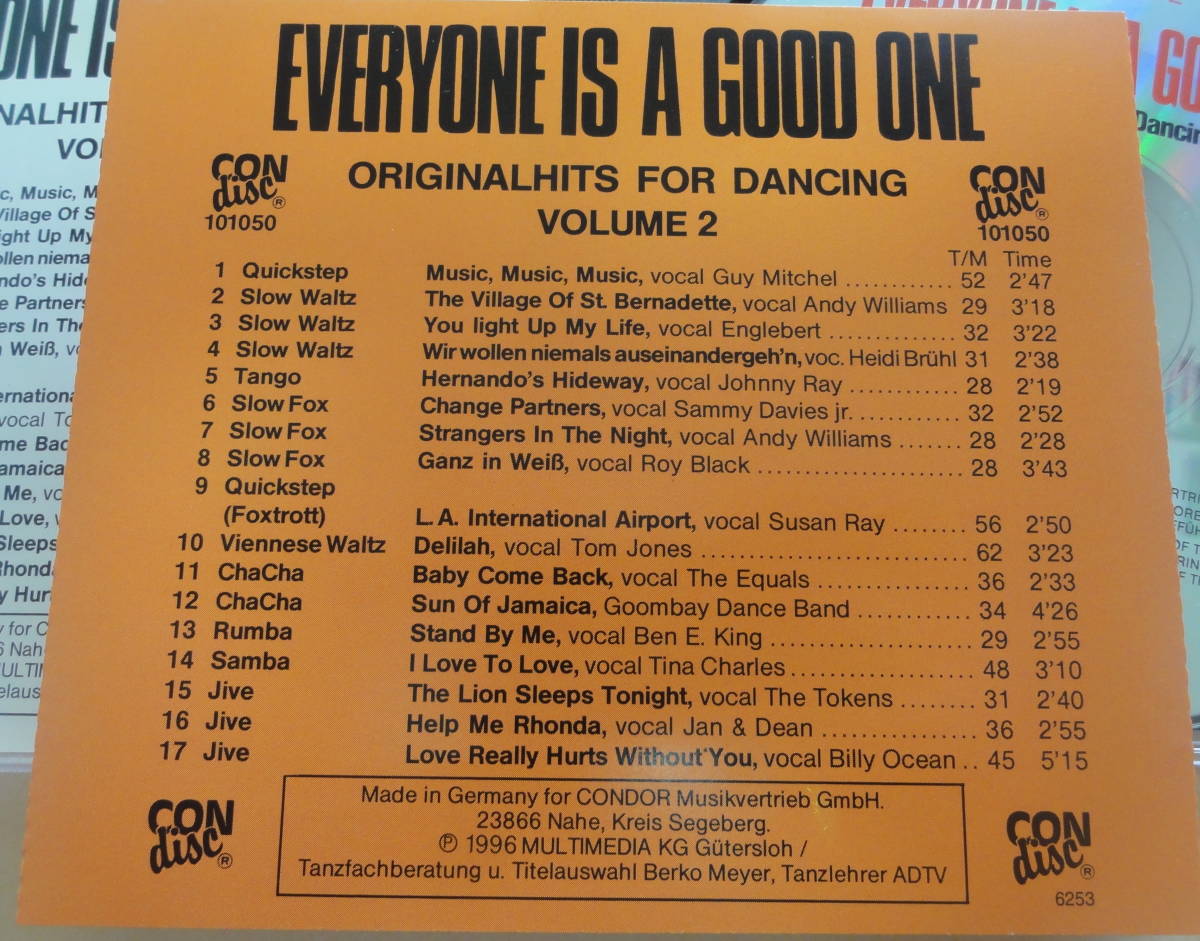 EVERYONE IS A GOOD ONE
ORIGINALHITS FOR DANCING
VOLUME 2
CON disc ®
101050
CON disc ®
101050
T/M Time
1 Quickstep Music, Music, Music, vocal Guy Mitchel ............ 52 2'47
2 Slow Waltz The Village Of St. Bernadette, vocal Andy Williams 29 3'18
3 Slow Waltz You light Up My Life, vocal Englebert .............. 32 3'22
4 Slow Waltz Wir wollen niemals auseinandergeh'n, voc. Heidi Brühl 31 2'38
5 Tango Hernando's Hideway, vocal Johnny Ray ........... 28 2'19
6 Slow Fox Change Partners, vocal Sammy Davies jr. ........... 32 2'52
7 Slow Fox Strangers In The Night, vocal Andy Williams ....... 28 2'28
8 Slow Fox Ganz in Weiß, vocal Roy Black ..................... 28 3'43
9 Quickstep
(Foxtrott) L.A. International Airport, vocal Susan Ray ........ 56 2'50
10 Viennese Waltz Delilah, vocal Tom Jones ........................... 62 3'23
11 ChaCha Baby Come Back, vocal The Equals ............... 36 2'33
12 ChaCha Sun Of Jamaica, Goombay Dance Band ............ 34 4'26
13 Rumba Stand By Me, vocal Ben E. King .................... 29 2'55
14 Samba I Love To Love, vocal Tina Charles .................. 48 3'10
15 Jive The Lion Sleeps Tonight, vocal The Tokens ........ 31 2'40
16 Jive Help Me Rhonda, vocal Jan & Dean ................ 36 2'55
17 Jive Love Really Hurts Without You, vocal Billy Ocean .. 45 5'15
Made in Germany for CONDOR Musikvertrieb GmbH.
23866 Nahe, Kreis Segeberg.
℗ 1996 MULTIMEDIA KG Gütersloh /
Tanzfachberatung u. Titelauswahl Berko Meyer, Tanzlehrer ADTV
CON disc ®
CON disc ®
6253